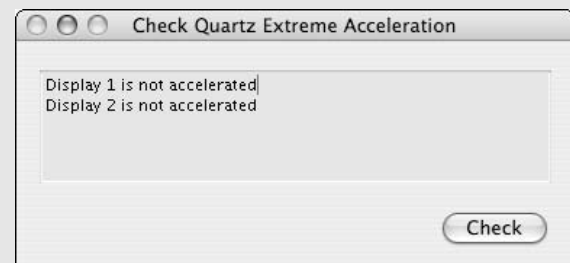 Check Quartz Extreme Acceleration
Display 1 is not accelerated
Display 2 is not accelerated
Check